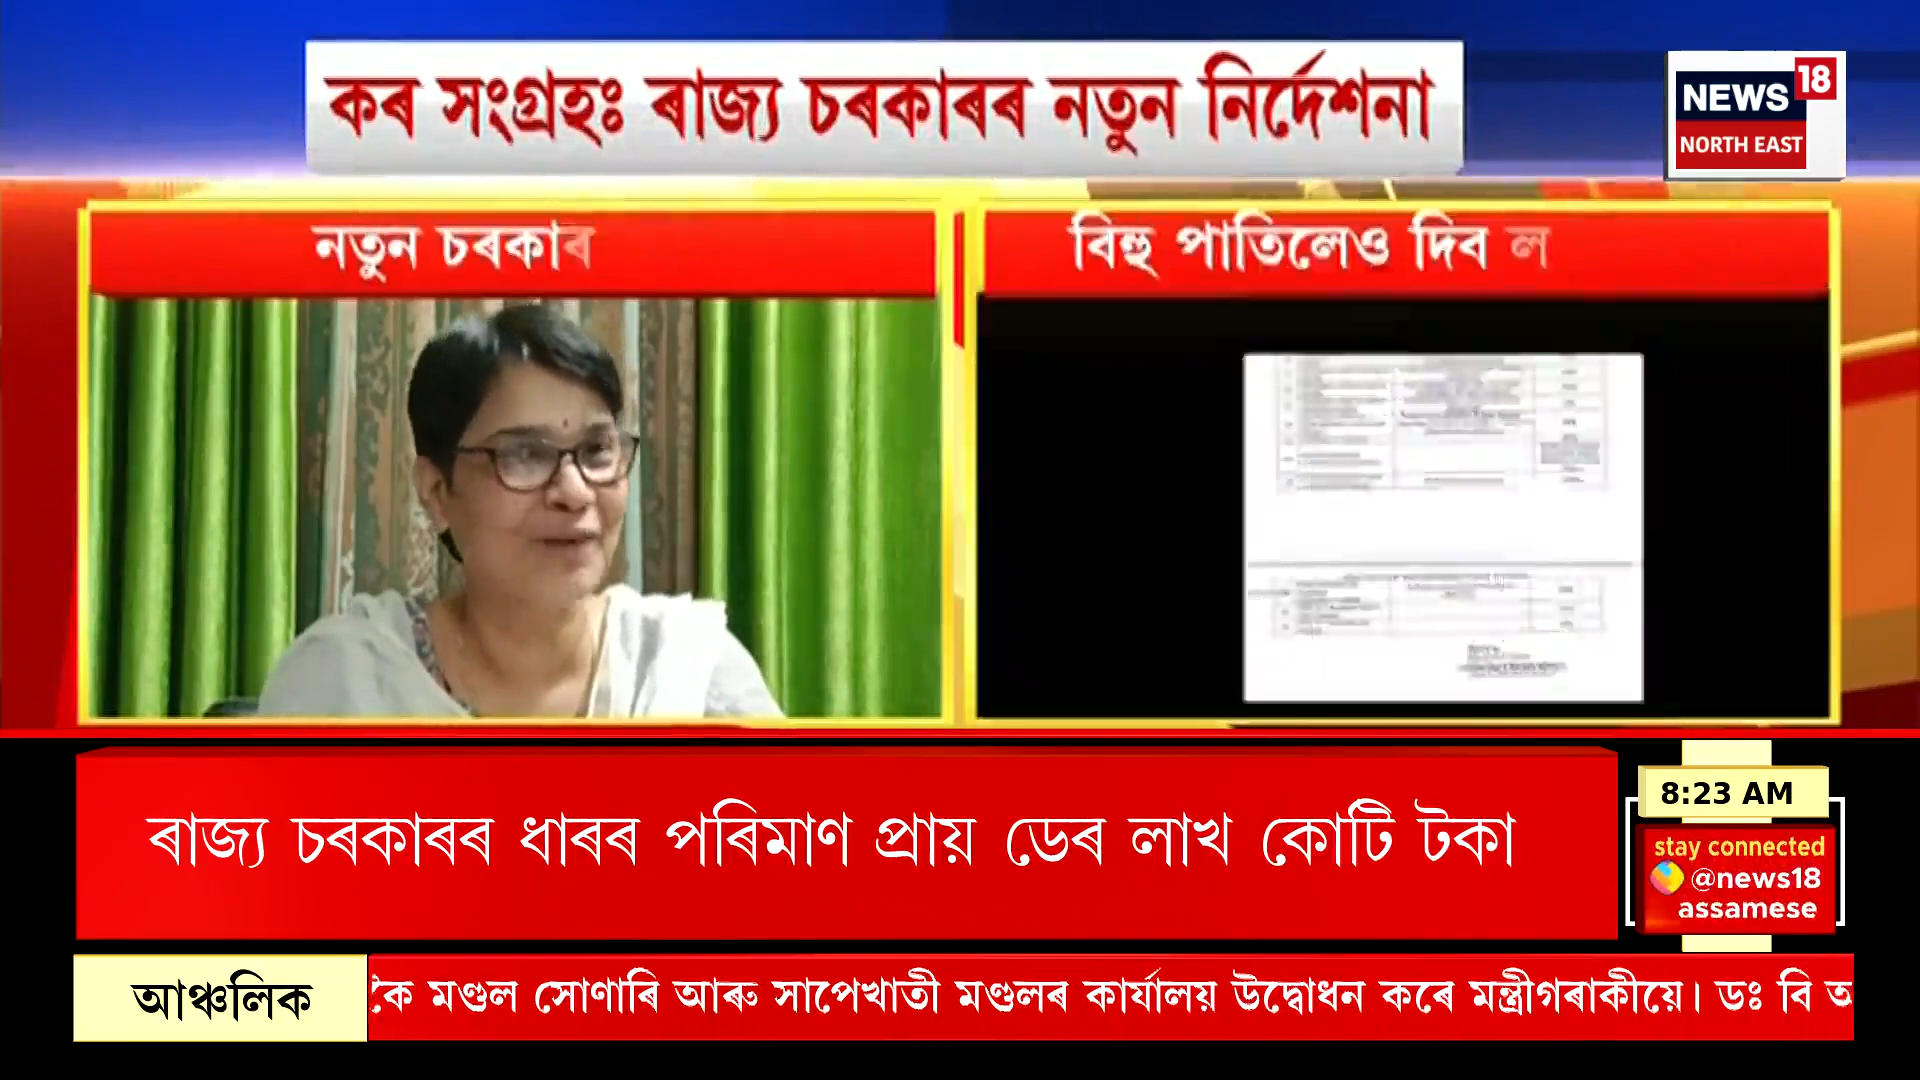 কৰ সংগ্ৰহঃ ৰাজ্য চৰকাৰৰ নতুন নিৰ্দেশনা
NEWS 18
NORTH EAST
নতুন চৰকাৰ
বিহু পাতিলেও দিব ল
ৰাজ্য চৰকাৰৰ ধাৰৰ পৰিমাণ প্ৰায় ডেৰ লাখ কোটি টকা
8:23 AM
stay connected
@news18
assamese
আঞ্চলিক
কৈ মণ্ডল সোণাৰি আৰু সাপেখাতী মণ্ডলৰ কাৰ্যালয় উদ্বোধন কৰে মন্ত্ৰীগৰাকীয়ে। ডঃ বি